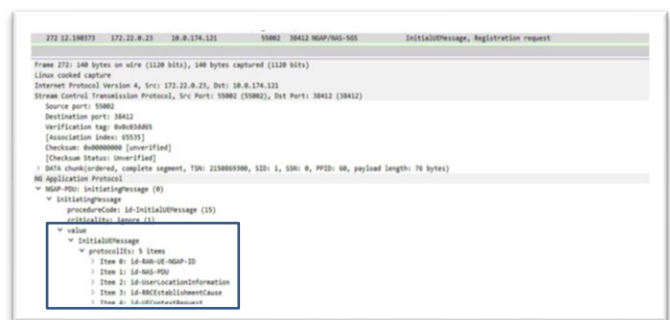 272 12.190373 172.22.0.23 10.0.174.121 55002 38412 NGAP/NAS-5GS InitialUEMessage, Registration request
Frame 272: 140 bytes on wire (1120 bits), 140 bytes captured (1120 bits)
Linux cooked capture
Internet Protocol Version 4, Src: 172.22.0.23, Dst: 10.0.174.121
Stream Control Transmission Protocol, Src Port: 55002 (55002), Dst Port: 38412 (38412)
Source port: 55002
Destination port: 38412
Verification tag: 0x0c03dd65
[Association index: 65535]
Checksum: 0x00000000 [unverified]
[Checksum Status: Unverified]
> DATA chunk(ordered, complete segment, TSN: 2150869300, SID: 1, SSN: 0, PPID: 60, payload length: 76 bytes)
NG Application Protocol
NGAP-PDU: initiatingMessage (0)
initiatingMessage
procedureCode: id-InitialUEMessage (15)
criticality: ignore (1)
value
InitialUEMessage
protocolIEs: 5 items
> Item 0: id-RAN-UE-NGAP-ID
> Item 1: id-NAS-PDU
> Item 2: id-UserLocationInformation
> Item 3: id-RRCEstablishmentCause
> Item 4: id-UEContextRequest